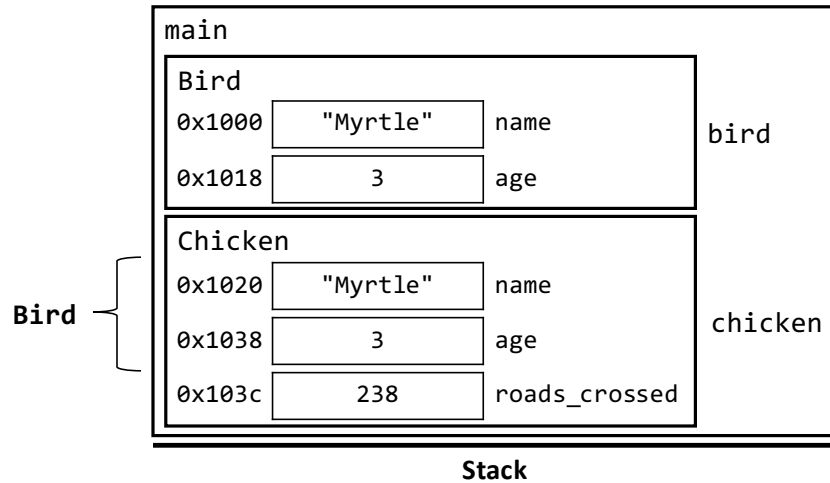 main
Bird
0x1000 "Myrtle" name
bird
0x1018 3 age
Chicken
0x1020 "Myrtle" name
Bird
chicken
0x1038 3 age
0x103c 238 roads_crossed
Stack